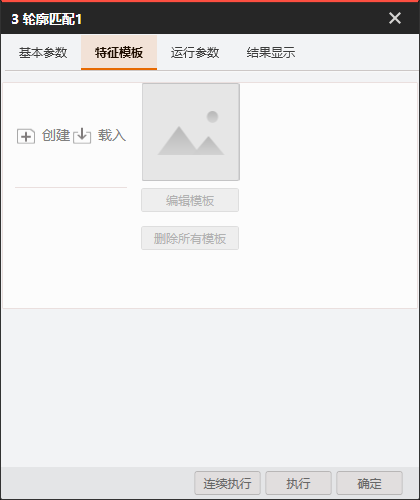 3 轮廓匹配1
基本参数 特征模板 运行参数 结果显示
创建 载入
编辑模板
删除所有模板
连续执行 执行 确定